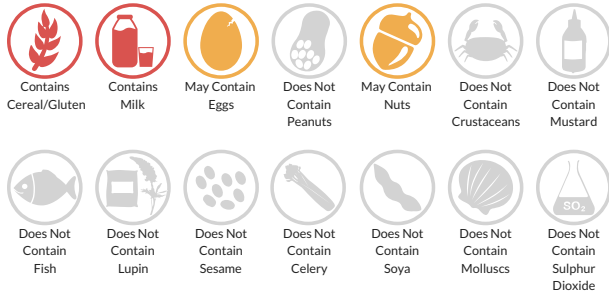 Contains
Cereal/Gluten
Contains
Milk
May Contain
Eggs
Does Not
Contain
Peanuts
May Contain
Nuts
Does Not
Contain
Crustaceans
Does Not
Contain
Mustard
Does Not
Contain
Fish
Does Not
Contain
Lupin
Does Not
Contain
Sesame
Does Not
Contain
Celery
Does Not
Contain
Soya
Does Not
Contain
Molluscs
SO₂
Does Not
Contain
Sulphur
Dioxide